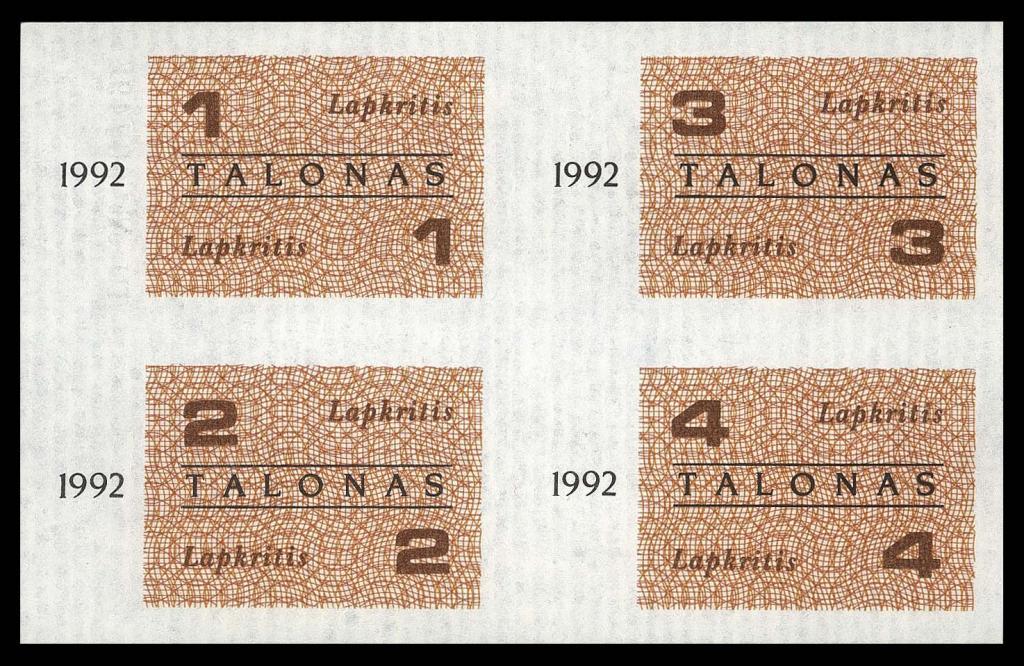 1 Lapkritis
1992 TALONAS
Lapkritis 1
3 Lapkritis
1992 TALONAS
Lapkritis 3
2 Lapkritis
1992 TALONAS
Lapkritis 2
4 Lapkritis
1992 TALONAS
Lapkritis 4